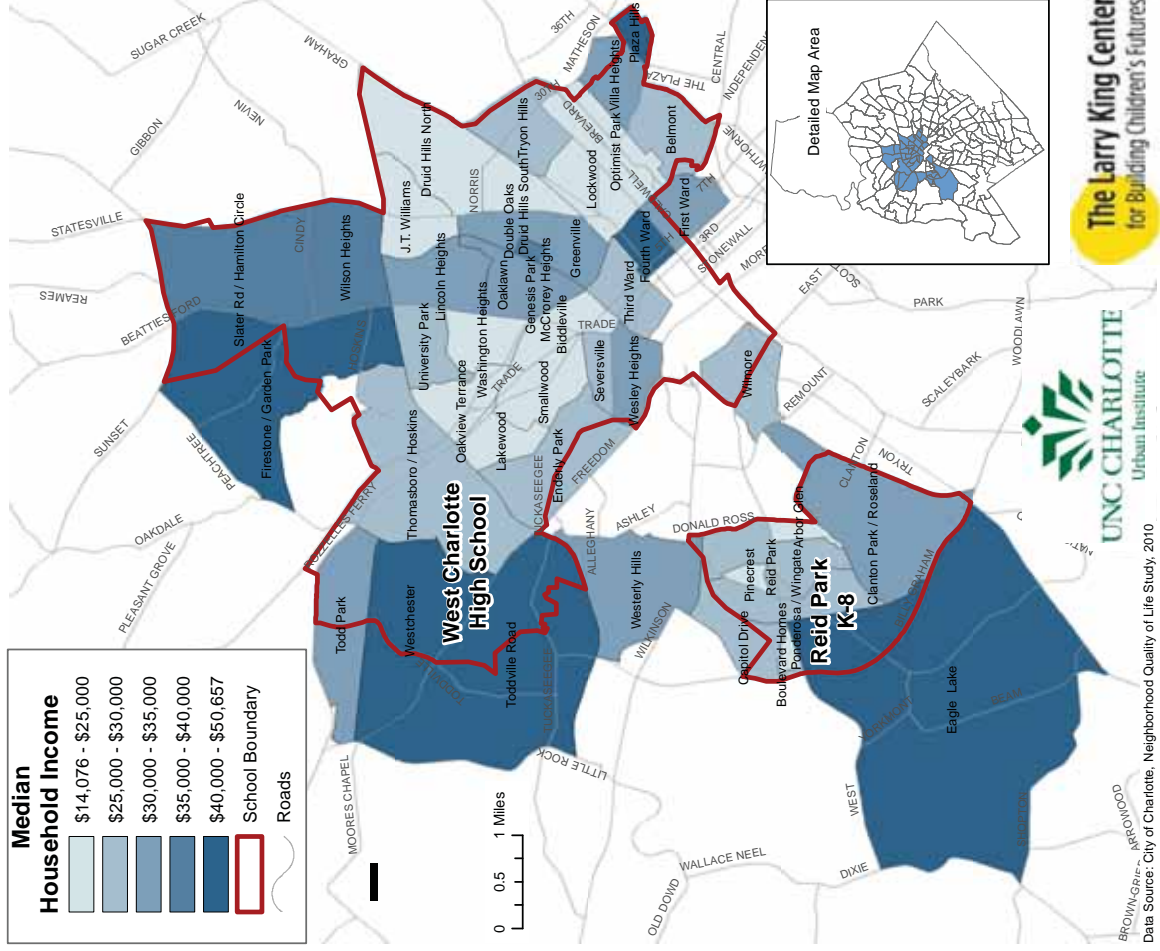 Median
Household Income
$14,076 - $25,000
$25,000 - $30,000
$30,000 - $35,000
$35,000 - $40,000
$40,000 - $50,657
School Boundary
Roads
SUGAR CREEK
GRAHAM
GIBBON
NEVIN
STATESVILLE
REAMES
BEATTIESFORD
CINDY
SUNSET
PEACHTREE
OAKDALE
PLEASANT GROVE
ROZZELLES FERRY
MOORES CHAPEL
36TH
MATHESON
30TH
THE PLAZA
CENTRAL
BREVARD
NORRIS
7TH
3RD
STONEWALL
EAST
PARK
TRADE
TRADE
FREEDOM
ASHLEY
ALLEGHANY
DONALD ROSS
WILKINSON
REMOUNT
SCALEYBARK
CLANTON
TRYON
LITTLE ROCK
WEST
DIXIE
WALLACE NEEL
OLD DOWD
BEAM
ARROWOOD
Slater Rd / Hamilton Circle
Wilson Heights
Firestone / Garden Park
J.T. Williams
Druid Hills North
Tryon Hills
Druid Hills South
Double Oaks
Lockwood
Optimist Park
Villa Heights
Plaza Hills
Belmont
First Ward
Fourth Ward
Third Ward
Greenville
McCrorey Heights
Genesis Park
Oaklawn
Lincoln Heights
University Park
Washington Heights
Oakview Terrance
Biddleville
Smallwood
Seversville
Wesley Heights
Lakewood
Enderly Park
Thomasboro / Hoskins
Wilmore
Todd Park
Westchester
Toddville Road
West Charlotte
High School
Westerly Hills
Capitol Drive
Pinecrest
Reid Park
Boulevard Homes
Ponderosa / Wingate
Arbor Glen
Reid Park
K-8
Clanton Park / Roseland
Eagle Lake
0 0.5 1 Miles
Detailed Map Area
The Larry King Center
for Building Children's Futures
UNC CHARLOTTE
Urban Institute
Data Source: City of Charlotte, Neighborhood Quality of Life Study, 2010